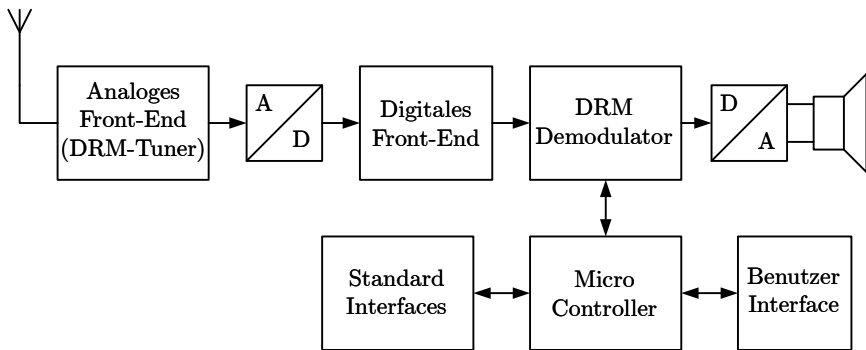 Analoges
Front-End
(DRM-Tuner)
A
D
Digitales
Front-End
DRM
Demodulator
D
A
Standard
Interfaces
Micro
Controller
Benutzer
Interface